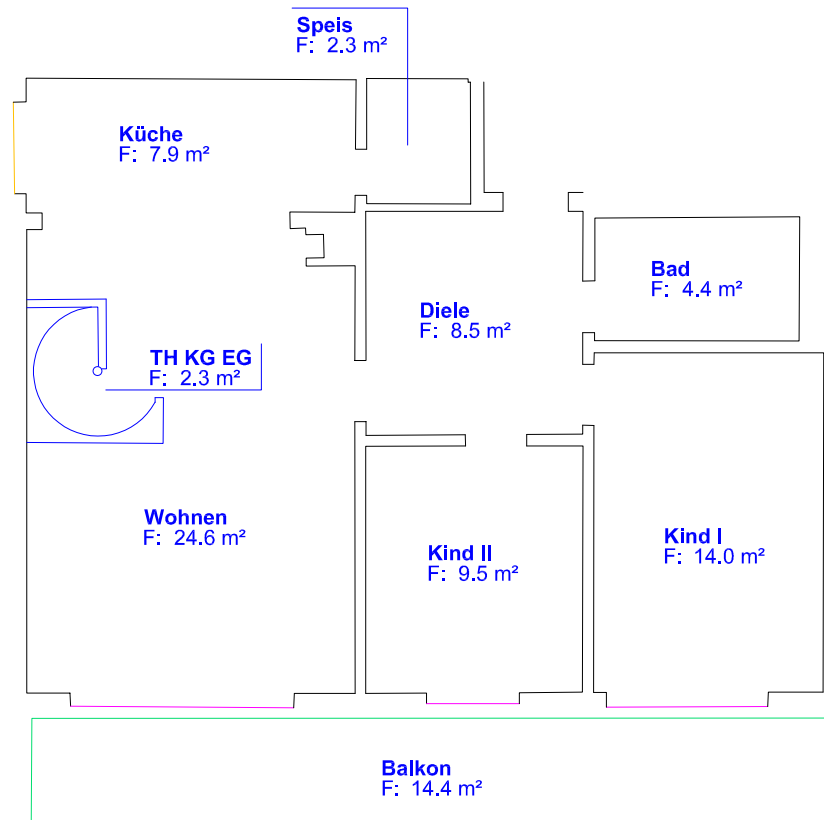 Speis
F: 2.3 m²
Küche
F: 7.9 m²
Bad
F: 4.4 m²
Diele
F: 8.5 m²
TH KG EG
F: 2.3 m²
Wohnen
F: 24.6 m²
Kind II
F: 9.5 m²
Kind I
F: 14.0 m²
Balkon
F: 14.4 m²